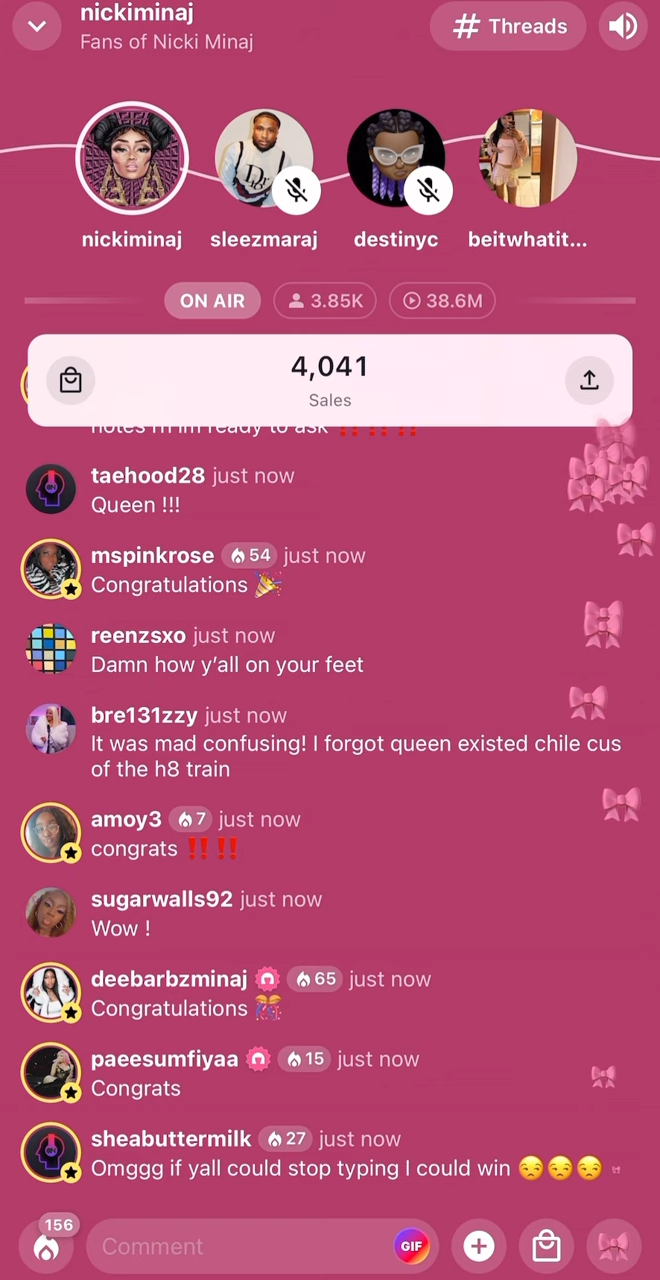 nickiminaj
Fans of Nicki Minaj
# Threads
nickiminaj
sleezmaraj
destinyc
beitwhatit...
ON AIR
3.85K
38.6M
4,041
Sales
ready to ask ‼️‼️‼️
taehood28 just now
Queen !!!
mspinkrose 54 just now
Congratulations 🎉
reenzsxo just now
Damn how y’all on your feet
bre131zzy just now
It was mad confusing! I forgot queen existed chile cus
of the h8 train
amoy3 7 just now
congrats ‼️‼️
sugarwalls92 just now
Wow !
deebarbzminaj 65 just now
Congratulations 🎊
paeesumfiyaa 15 just now
Congrats
sheabuttermilk 27 just now
Omggg if yall could stop typing I could win 😒😒😒
156
Comment
GIF